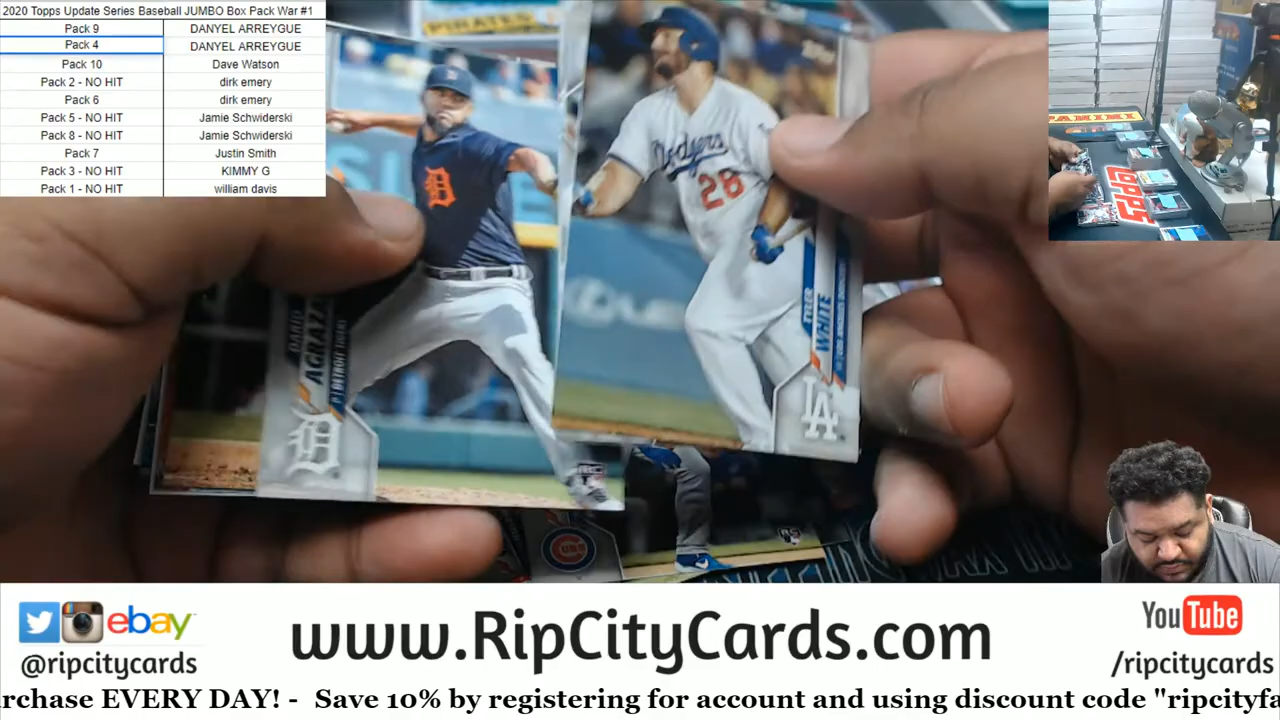 2020 Topps Update Series Baseball JUMBO Box Pack War #1
Pack 9 DANYEL ARREYGUE
Pack 4 DANYEL ARREYGUE
Pack 10 Dave Watson
Pack 2 - NO HIT dirk emery
Pack 6 dirk emery
Pack 5 - NO HIT Jamie Schwiderski
Pack 8 - NO HIT Jamie Schwiderski
Pack 7 Justin Smith
Pack 3 - NO HIT KIMMY G
Pack 1 - NO HIT william davis
PIRATES
Dodgers
28
D
TYLER
WHITE
LA
DETROIT TIGERS
D
CUBS
RC
PANINI
TOPPS
ebay
@ripcitycards
www.RipCityCards.com
YouTube
/ripcitycards
rchase EVERY DAY! - Save 10% by registering for account and using discount code "ripcityfa